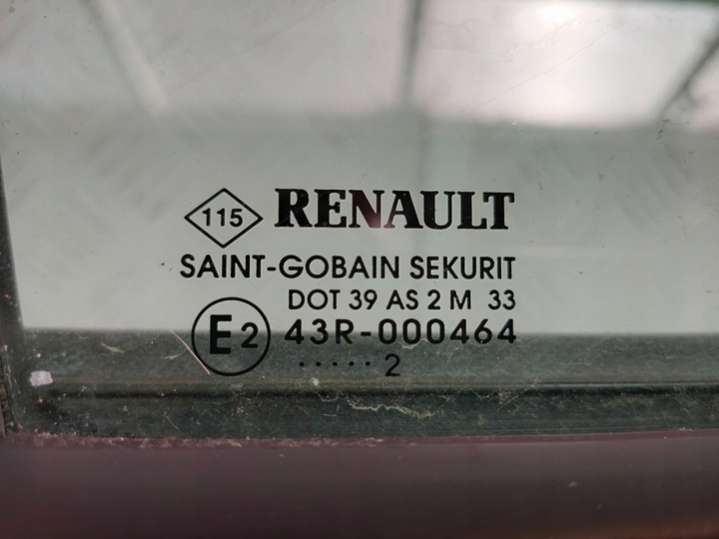 115 RENAULT
SAINT-GOBAIN SEKURIT
DOT 39 AS 2 M 33
E2 43R-000464
..... 2